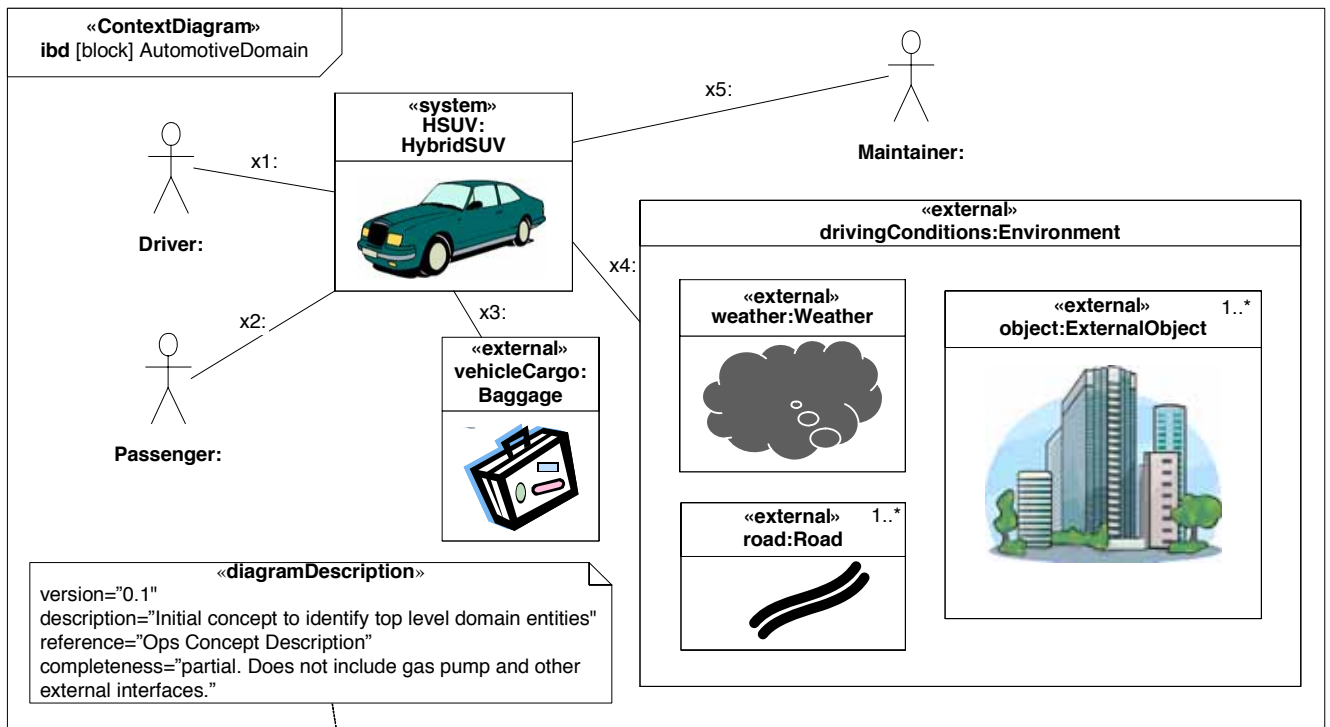 «ContextDiagram»
ibd [block] AutomotiveDomain
x5:
«system»
HSUV:
HybridSUV
x1:
Maintainer:
Driver:
«external»
drivingConditions:Environment
x4:
x2:
x3:
«external»
weather:Weather
«external» 1..*
object:ExternalObject
«external»
vehicleCargo:
Baggage
Passenger:
«external» 1..*
road:Road
«diagramDescription»
version=”0.1"
description=”Initial concept to identify top level domain entities"
reference=”Ops Concept Description”
completeness=”partial. Does not include gas pump and other
external interfaces.”